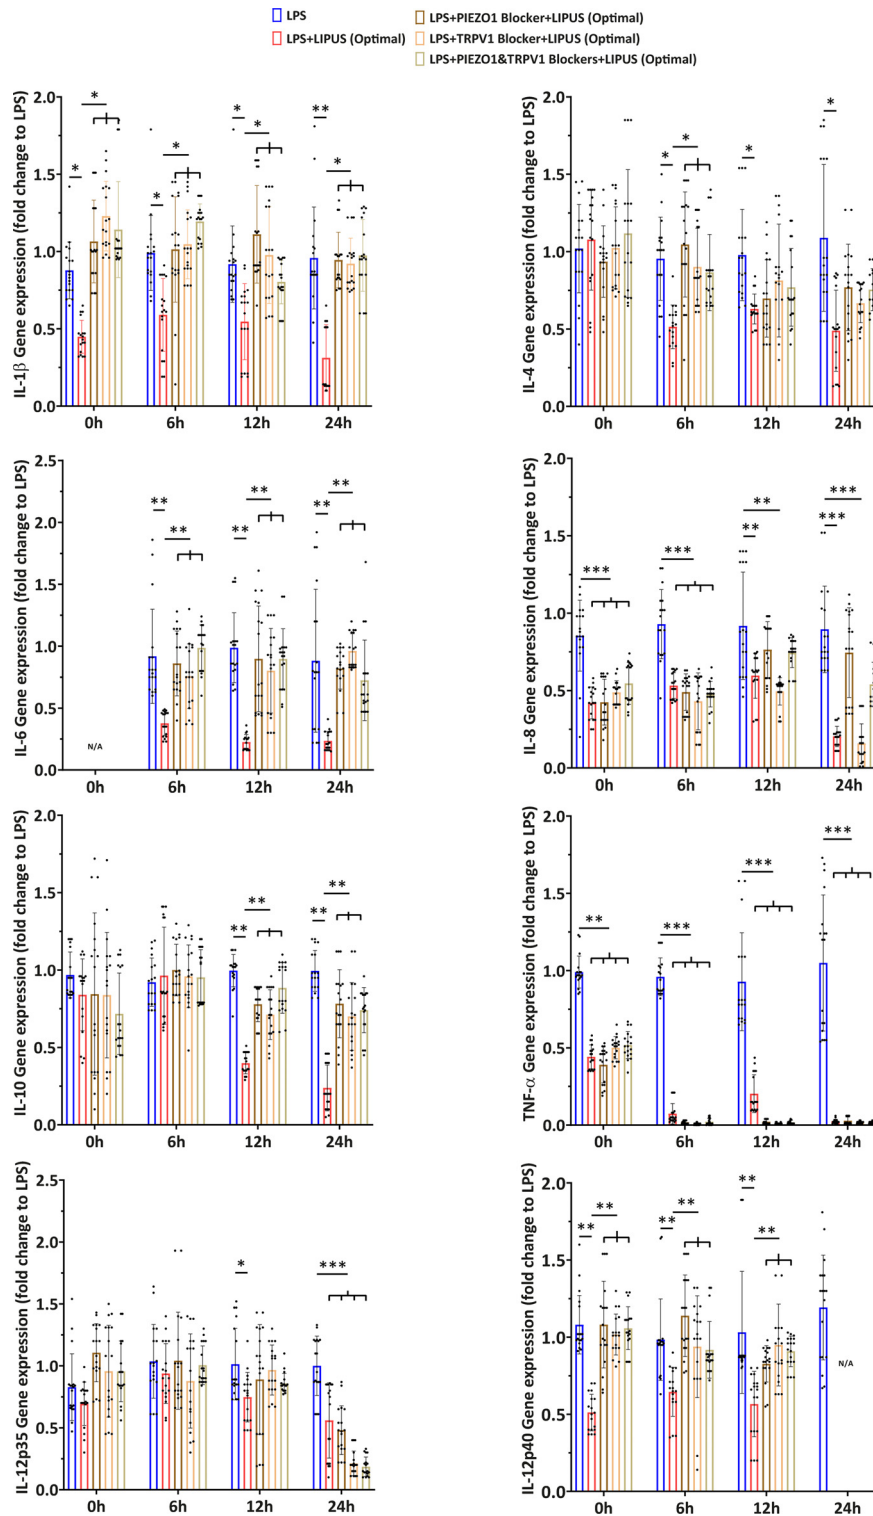 LPS
LPS+LIPUS (Optimal)
LPS+PIEZO1 Blocker+LIPUS (Optimal)
LPS+TRPV1 Blocker+LIPUS (Optimal)
LPS+PIEZO1&TRPV1 Blockers+LIPUS (Optimal)
IL-1β Gene expression (fold change to LPS)
2.0
1.5
1.0
0.5
0.0
* * * * * * ** *
0h 6h 12h 24h
IL-4 Gene expression (fold change to LPS)
2.0
1.5
1.0
0.5
0.0
* * * *
0h 6h 12h 24h
IL-6 Gene expression (fold change to LPS)
2.5
2.0
1.5
1.0
0.5
0.0
N/A
** ** ** ** ** **
0h 6h 12h 24h
IL-8 Gene expression (fold change to LPS)
2.0
1.5
1.0
0.5
0.0
*** *** ** ** *** ***
0h 6h 12h 24h
IL-10 Gene expression (fold change to LPS)
2.0
1.5
1.0
0.5
0.0
** ** ** **
0h 6h 12h 24h
TNF-α Gene expression (fold change to LPS)
2.0
1.5
1.0
0.5
0.0
** *** *** ***
0h 6h 12h 24h
IL-12p35 Gene expression (fold change to LPS)
2.5
2.0
1.5
1.0
0.5
0.0
* ***
0h 6h 12h 24h
IL-12p40 Gene expression (fold change to LPS)
2.0
1.5
1.0
0.5
0.0
** ** ** ** ** **
N/A
0h 6h 12h 24h